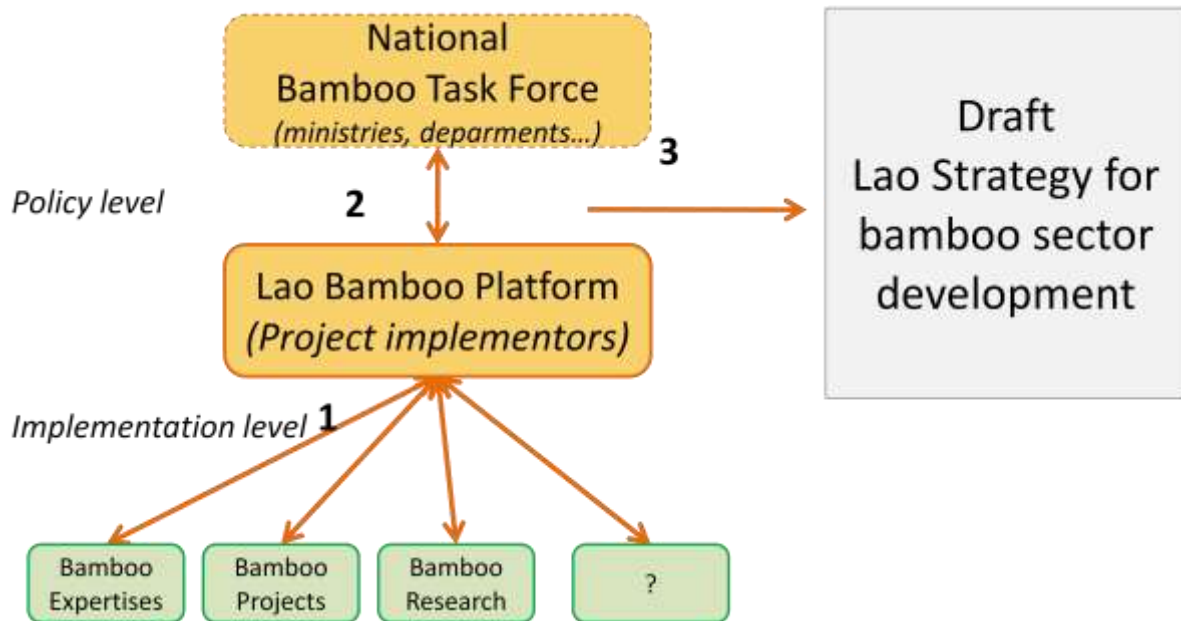 National
Bamboo Task Force
(ministries, deparments...)
3
Policy level
2
Draft
Lao Strategy for
bamboo sector
development
Lao Bamboo Platform
(Project implementors)
1
Implementation level
Bamboo
Expertises
Bamboo
Projects
Bamboo
Research
?